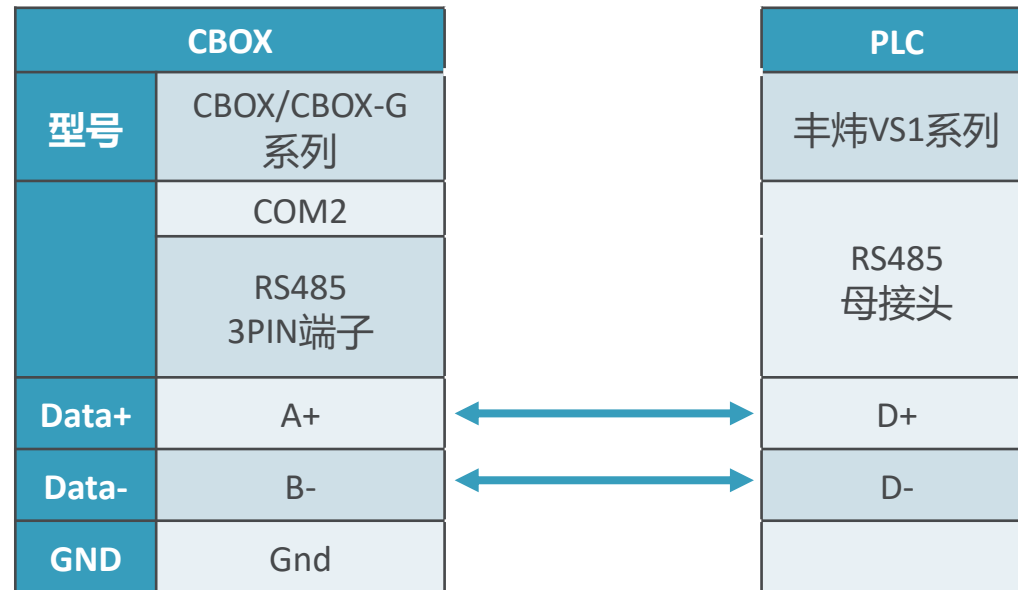 CBOX
PLC
型号
CBOX/CBOX-G
系列
丰炜VS1系列
COM2
RS485
3PIN端子
RS485
母接头
Data+
A+
D+
Data-
B-
D-
GND
Gnd